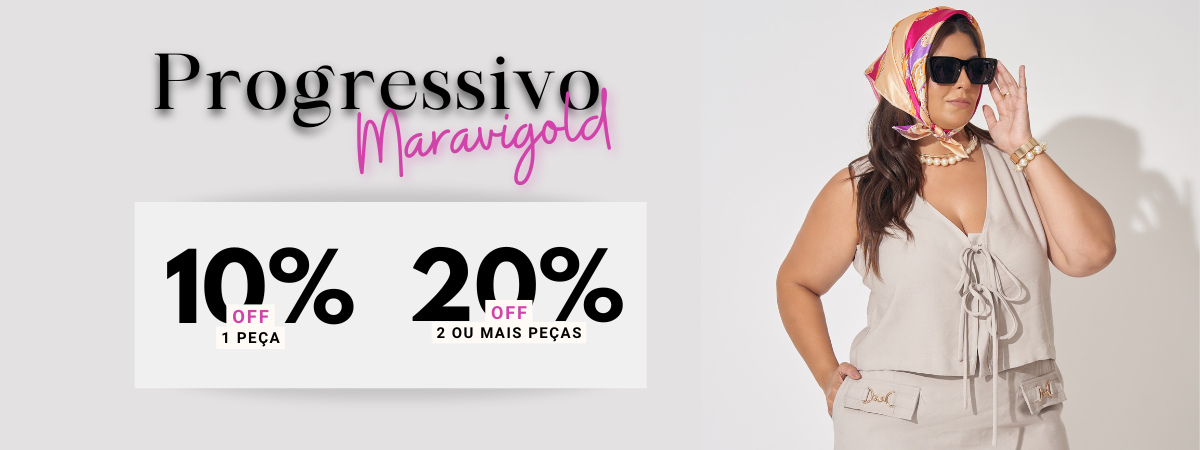 Progressivo
Maravigold
10%
OFF
1 PEÇA
20%
OFF
2 OU MAIS PEÇAS